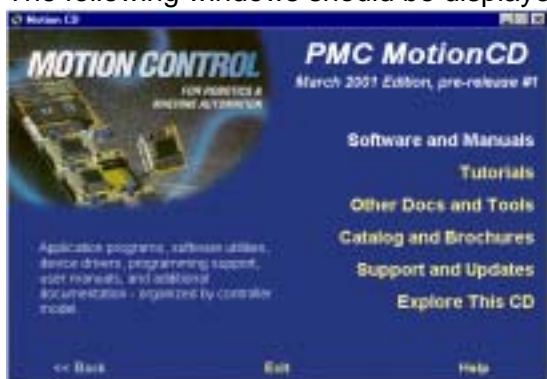 The following windows should be displayed
Motion CD
MOTION CONTROL
FOR ROBOTICS &
MACHINE AUTOMATION
PMC MotionCD
March 2001 Edition, pre-release #1
Software and Manuals
Tutorials
Other Docs and Tools
Catalog and Brochures
Support and Updates
Explore This CD
Application programs, software utilities,
device drivers, programming support,
user manuals, and additional
documentation - organized by controller
model.
<< Back
Exit
Help